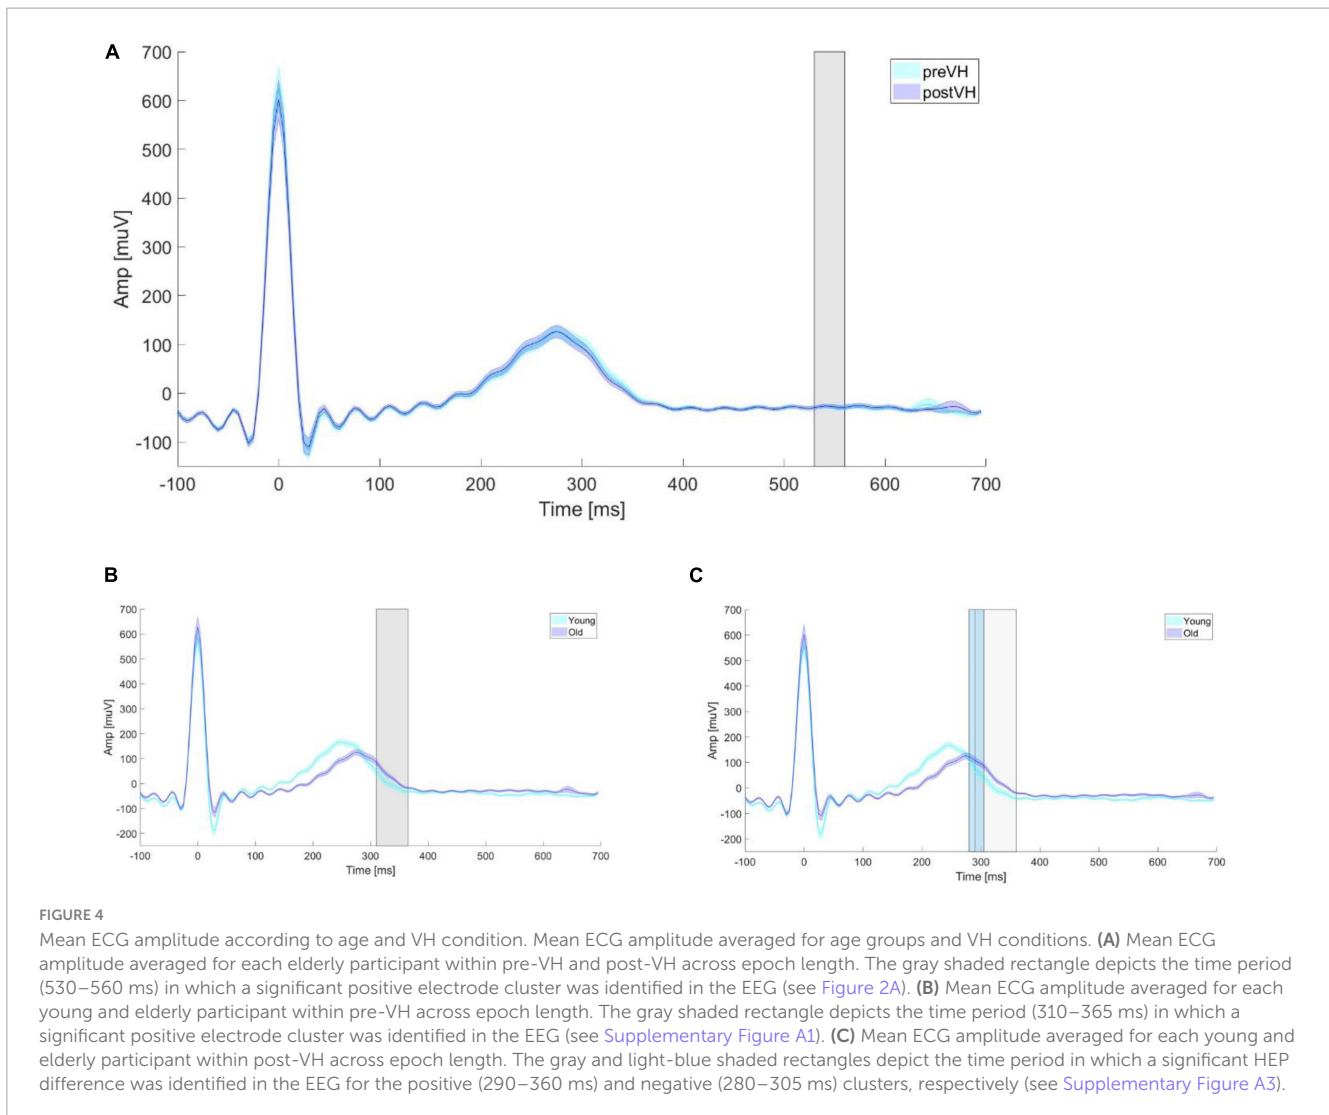 A
700
600
500
400
300
200
100
0
-100
Amp [muV]
preVH
postVH
-100 0 100 200 300 400 500 600 700
Time [ms]
B
700
600
500
400
300
200
100
0
-100
-200
Amp [muV]
Young
Old
-100 0 100 200 300 400 500 600 700
Time [ms]
C
700
600
500
400
300
200
100
0
-100
-200
Amp [muV]
Young
Old
-100 0 100 200 300 400 500 600 700
Time [ms]
FIGURE 4
Mean ECG amplitude according to age and VH condition. Mean ECG amplitude averaged for age groups and VH conditions. (A) Mean ECG
amplitude averaged for each elderly participant within pre-VH and post-VH across epoch length. The gray shaded rectangle depicts the time period
(530–560 ms) in which a significant positive electrode cluster was identified in the EEG (see Figure 2A). (B) Mean ECG amplitude averaged for each
young and elderly participant within pre-VH across epoch length. The gray shaded rectangle depicts the time period (310–365 ms) in which a
significant positive electrode cluster was identified in the EEG (see Supplementary Figure A1). (C) Mean ECG amplitude averaged for each young and
elderly participant within post-VH across epoch length. The gray and light-blue shaded rectangles depict the time period in which a significant HEP
difference was identified in the EEG for the positive (290–360 ms) and negative (280–305 ms) clusters, respectively (see Supplementary Figure A3).